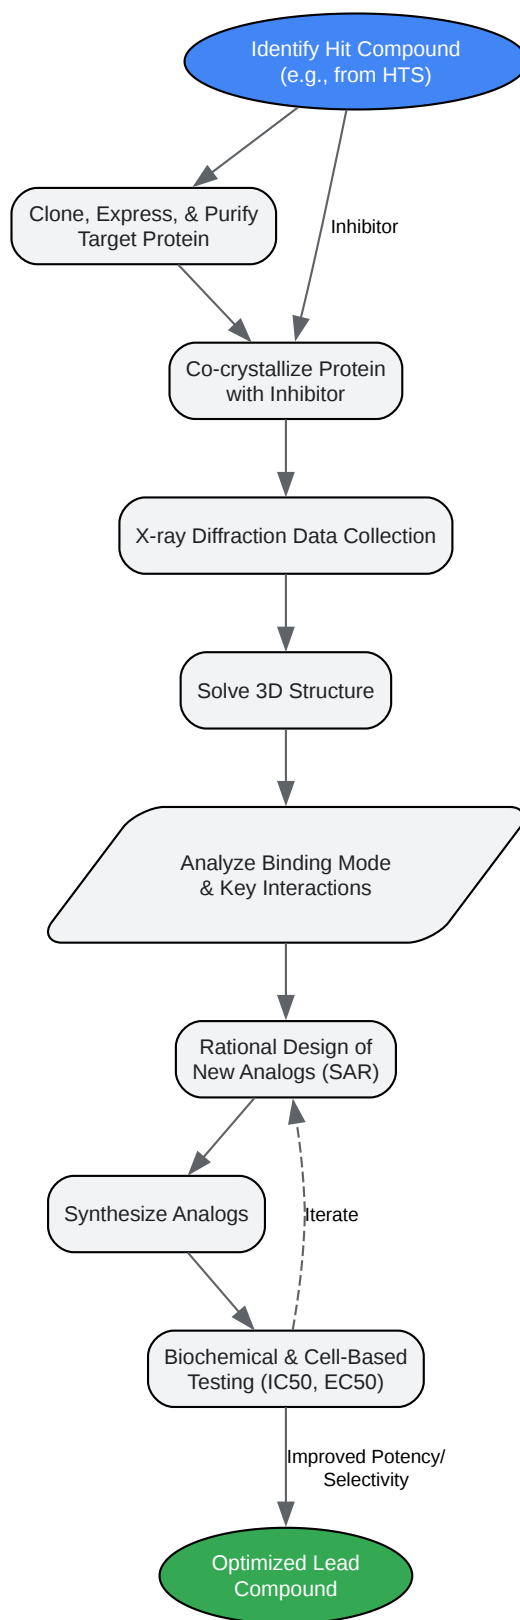 Identify Hit Compound
(e.g., from HTS)
Clone, Express, & Purify
Target Protein
Inhibitor
Co-crystallize Protein
with Inhibitor
X-ray Diffraction Data Collection
Solve 3D Structure
Analyze Binding Mode
& Key Interactions
Rational Design of
New Analogs (SAR)
Synthesize Analogs
Iterate
Biochemical & Cell-Based
Testing (IC50, EC50)
Improved Potency/
Selectivity
Optimized Lead
Compound